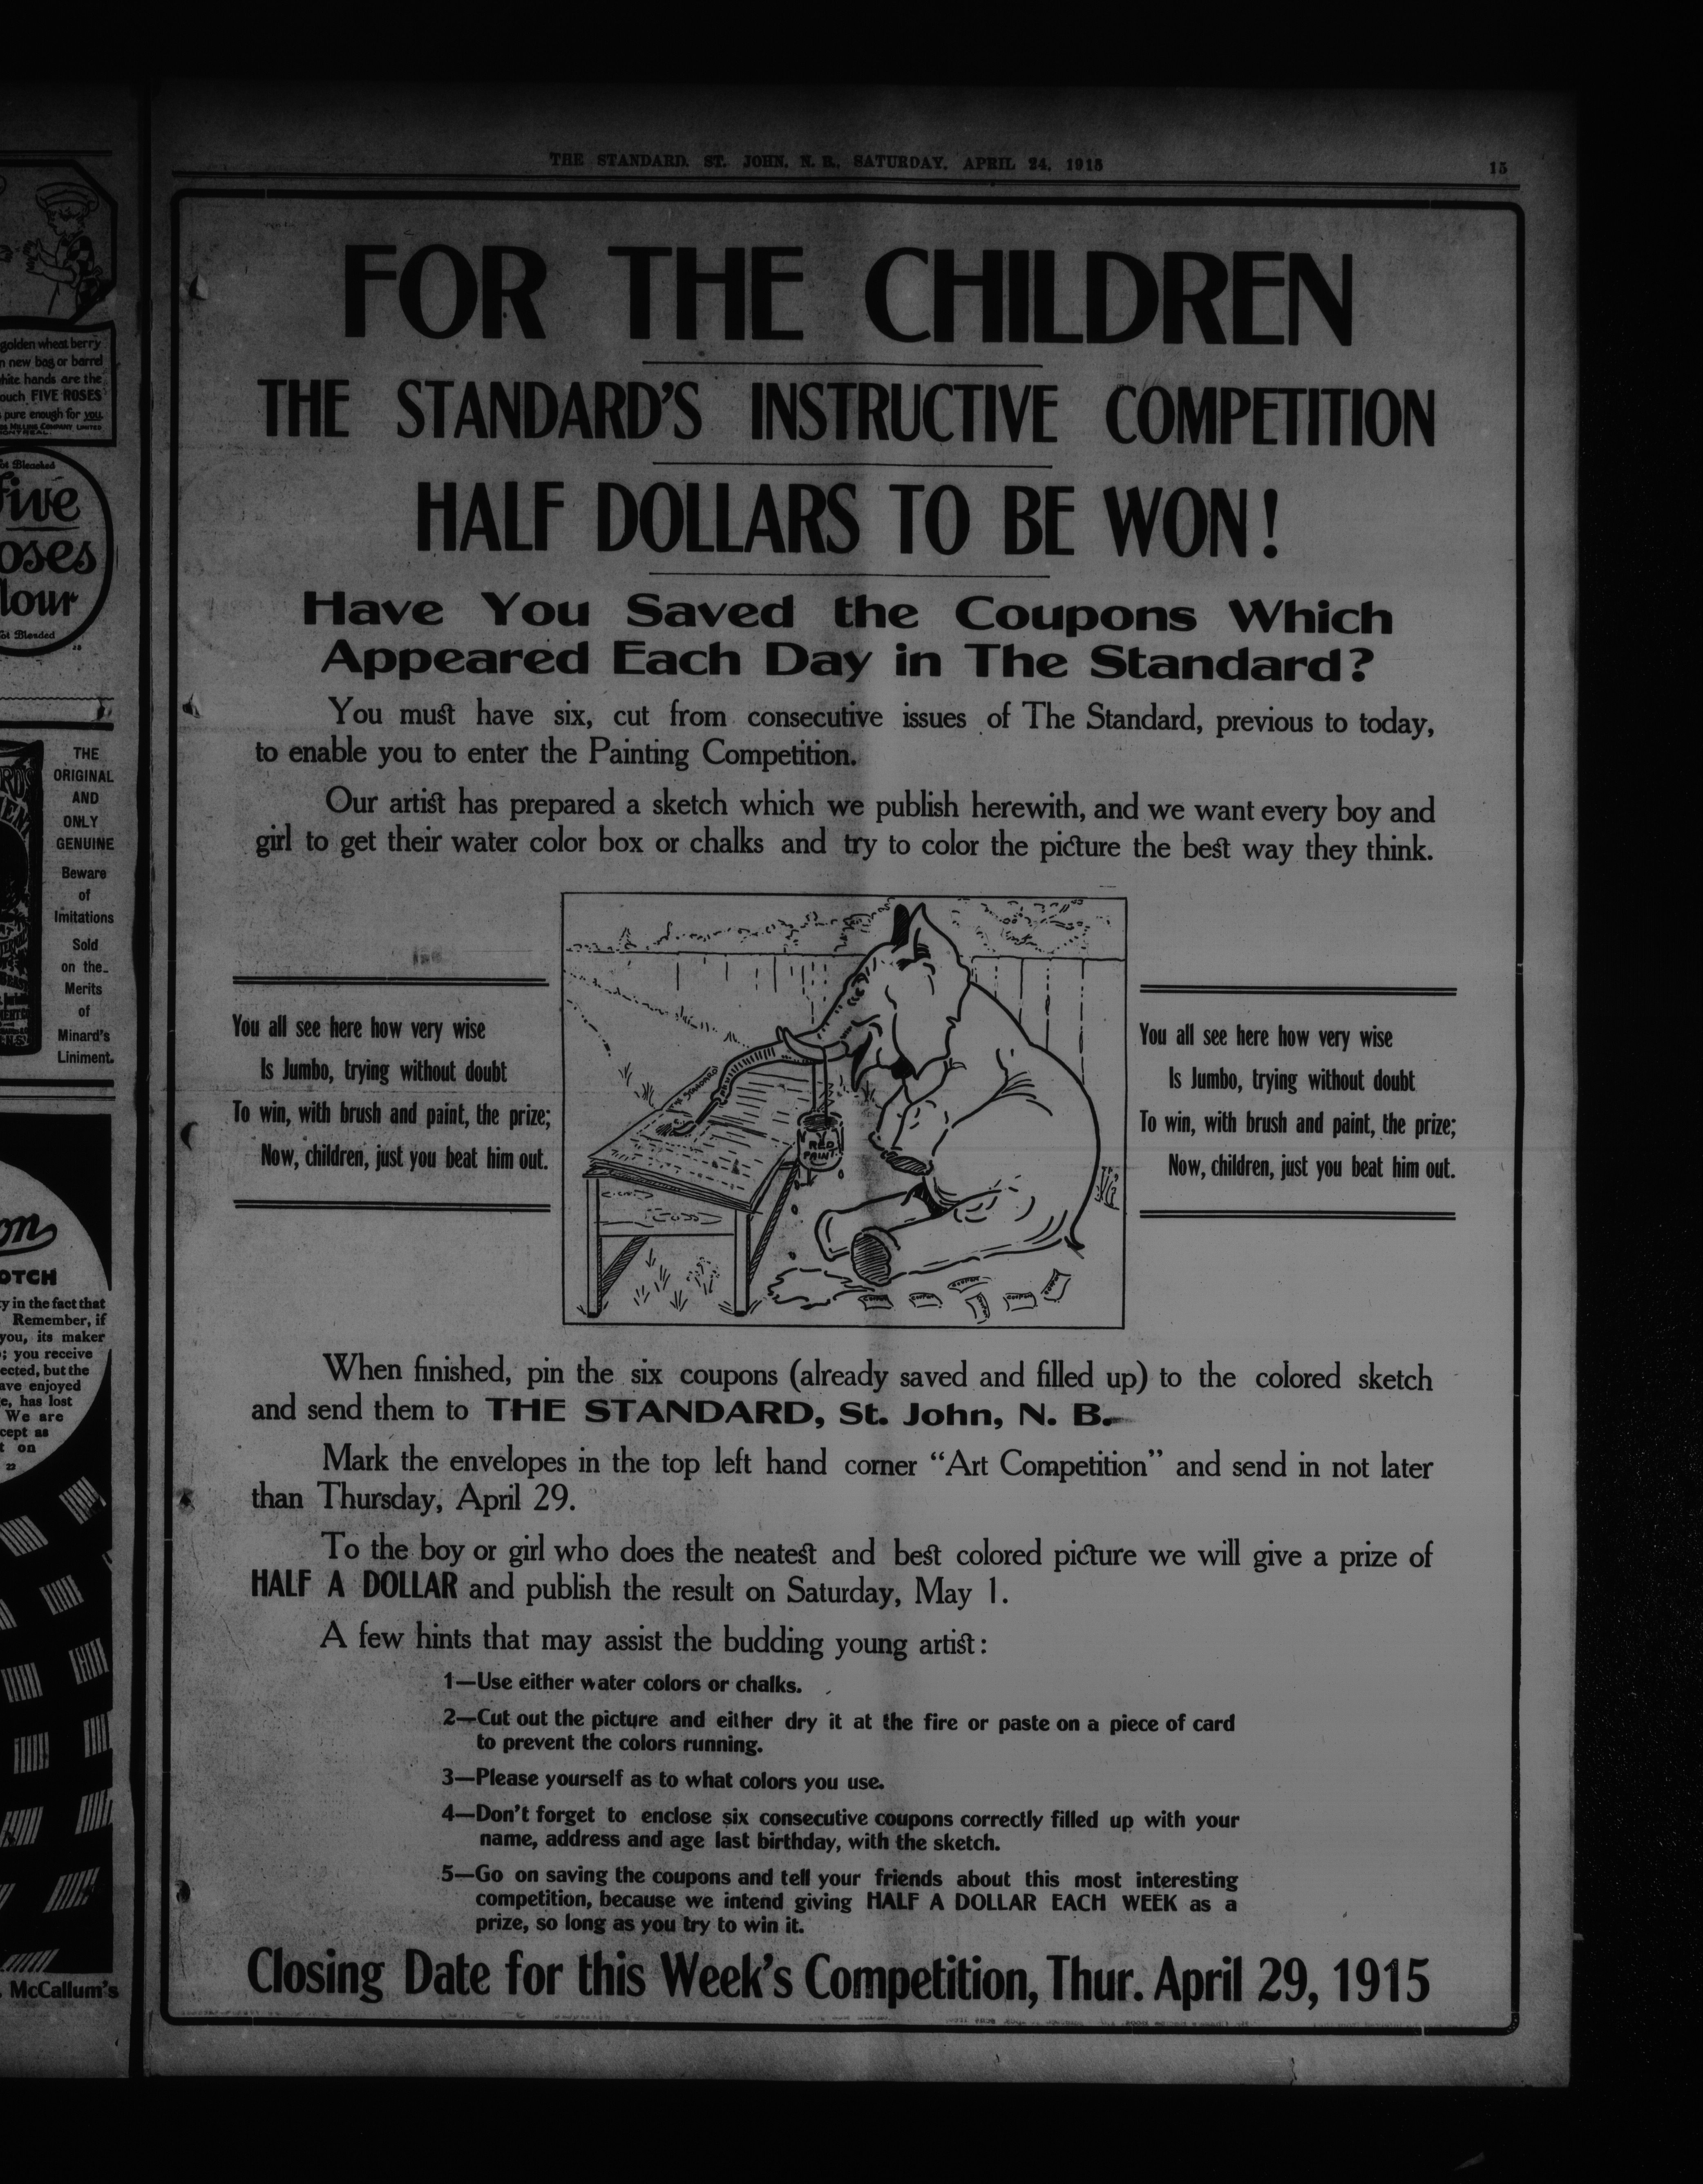 golden wheat berry
new bag or barrel
hands are the
FIVE ROSES
pure enough for you.
MILLING COMPANY LIMITED
MONTREAL.
Not Bleached
Five
Roses
Flour
Not Blended
THE
ORIGINAL
AND
ONLY
GENUINE
Beware
of
Imitations
Sold
on the
Merits
of
Minard's
Liniment.
in the fact that
Remember, if
you, its maker
; you receive
but the
enjoyed
has lost
We are
as
on
22
McCallum's
THE STANDARD, ST. JOHN, N. B., SATURDAY, APRIL 24, 1915
15
FOR THE CHILDREN
THE STANDARD'S INSTRUCTIVE COMPETITION
HALF DOLLARS TO BE WON!
Have You Saved the Coupons Which
Appeared Each Day in The Standard?
You must have six, cut from consecutive issues of The Standard, previous to today,
to enable you to enter the Painting Competition.
Our artist has prepared a sketch which we publish herewith, and we want every boy and
girl to get their water color box or chalks and try to color the picture the best way they think.
You all see here how very wise
Is Jumbo, trying without doubt
To win, with brush and paint, the prize;
Now, children, just you beat him out.
STANDARD
RED
PAINT
COUPON
COUPON
COUPON
COUPON
You all see here how very wise
Is Jumbo, trying without doubt
To win, with brush and paint, the prize;
Now, children, just you beat him out.
When finished, pin the six coupons (already saved and filled up) to the colored sketch
and send them to THE STANDARD, St. John, N. B.
Mark the envelopes in the top left hand corner "Art Competition" and send in not later
than Thursday, April 29.
To the boy or girl who does the neatest and best colored picture we will give a prize of
HALF A DOLLAR and publish the result on Saturday, May 1.
A few hints that may assist the budding young artist:
1—Use either water colors or chalks.
2—Cut out the picture and either dry it at the fire or paste on a piece of card
to prevent the colors running.
3—Please yourself as to what colors you use.
4—Don't forget to enclose six consecutive coupons correctly filled up with your
name, address and age last birthday, with the sketch.
5—Go on saving the coupons and tell your friends about this most interesting
competition, because we intend giving HALF A DOLLAR EACH WEEK as a
prize, so long as you try to win it.
Closing Date for this Week's Competition, Thur. April 29, 1915